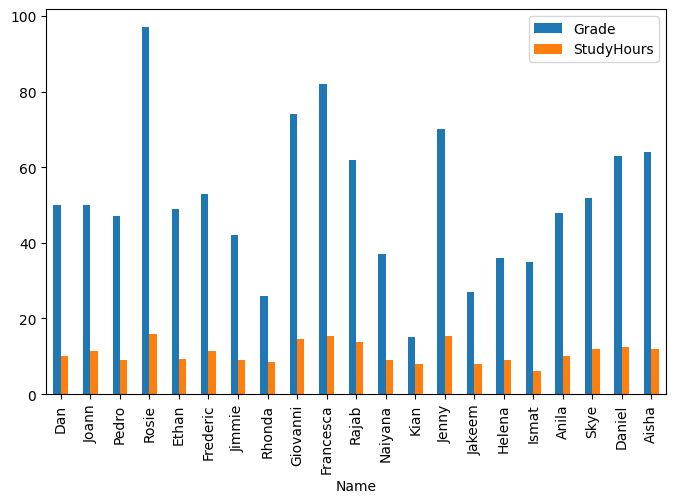 100
80
60
40
20
0
Grade
StudyHours
Dan
Joann
Pedro
Rosie
Ethan
Frederic
Jimmie
Rhonda
Giovanni
Francesca
Rajab
Naiyana
Kian
Jenny
Jakeem
Helena
Ismat
Anila
Skye
Daniel
Aisha
Name